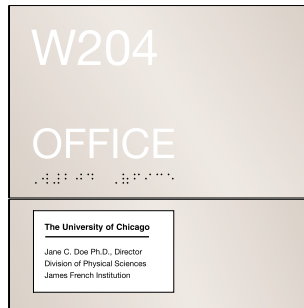 W204
OFFICE
The University of Chicago
Jane C. Doe Ph.D., Director
Division of Physical Sciences
James French Institution